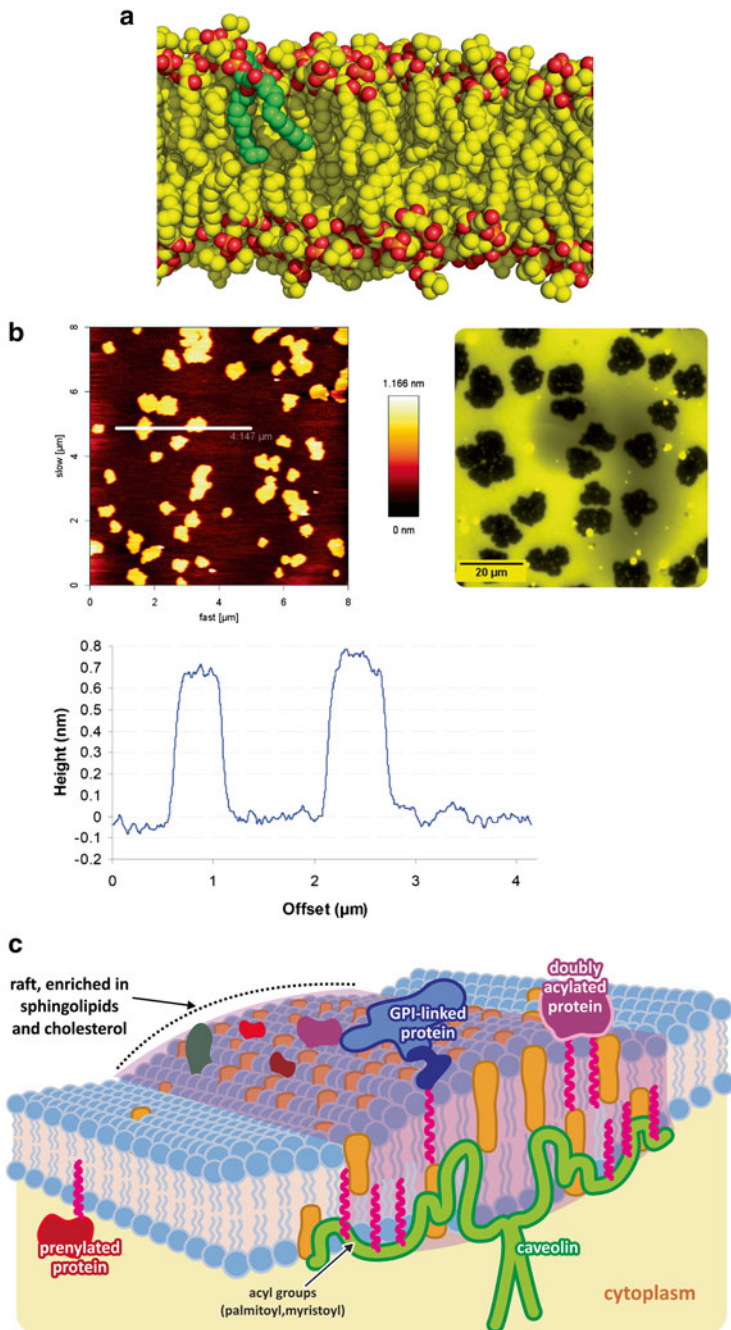 a
b
8
6
4
2
0
slow [µm]
4.147 µm
0
2
4
6
8
fast [µm]
1.166 nm
0 nm
20 µm
0.8
0.7
0.6
0.5
0.4
0.3
0.2
0.1
0
-0.1
-0.2
Height (nm)
0
1
2
3
4
Offset (µm)
c
raft, enriched in
sphingolipids
and cholesterol
GPI-linked
protein
doubly
acylated
protein
prenylated
protein
acyl groups
(palmitoyl,myristoyl)
caveolin
cytoplasm